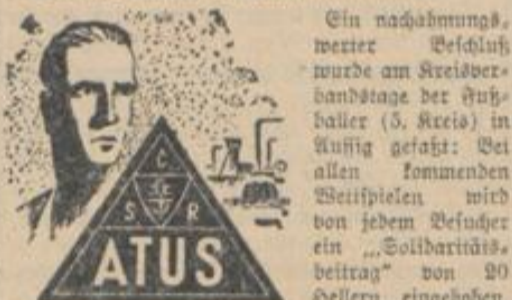 Ein nachahmungs-
werter Beschluß
wurde am Kreisver-
bandstage der Fuß-
baller (5. Kreis) in
Aussig gefaßt: Bei
allen kommenden
Wettspielen wird
von jedem Besucher
ein „Solidaritäts-
beitrag" von 20
Hellern eingehoben,
C
S R
ATUS